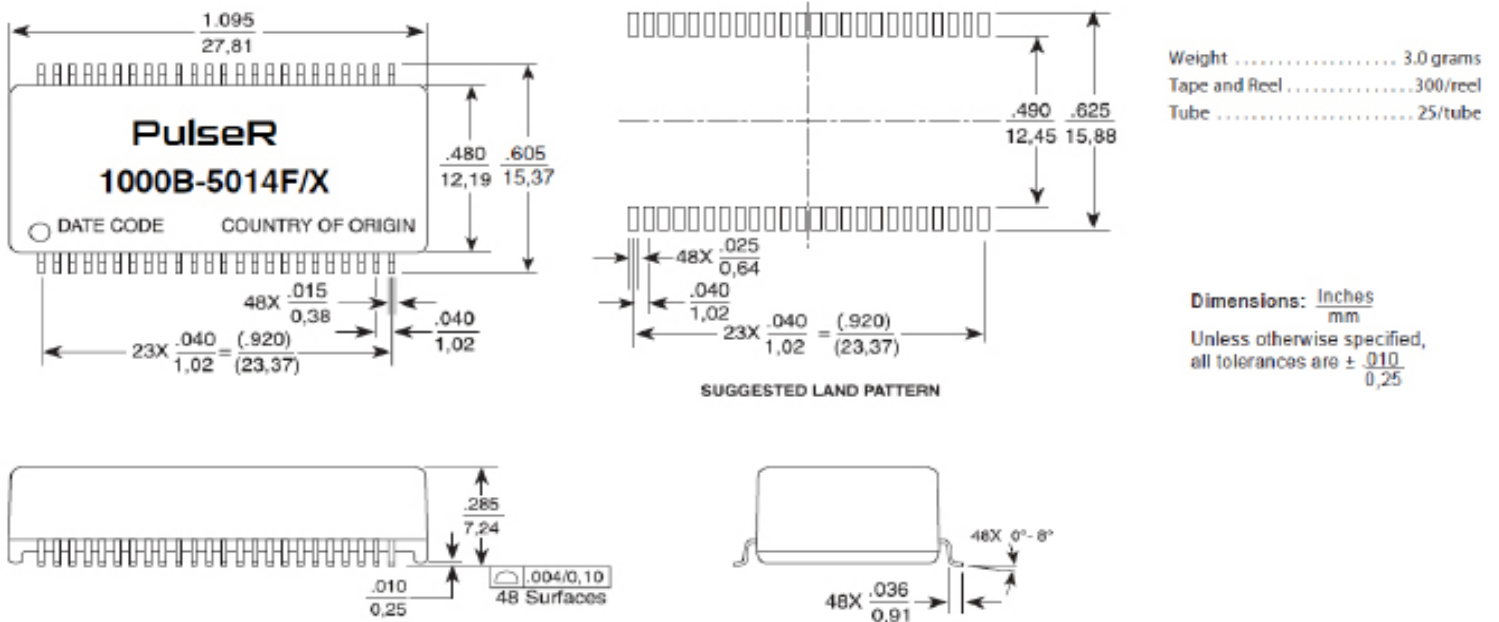 1.095
27,81
PulseR
1000B-5014F/X
DATE CODE COUNTRY OF ORIGIN
.480
12,19
.605
15,37
48X .015
0,38
.040
1,02
23X .040 = (.920)
1,02 (23,37)
.490
12,45
.625
15,88
48X .025
0,64
.040
1,02
23X .040 = (.920)
1,02 (23,37)
SUGGESTED LAND PATTERN
Weight .................. 3.0 grams
Tape and Reel ............... 300/reel
Tube ....................... 25/tube
Dimensions: Inches
mm
Unless otherwise specified,
all tolerances are ± .010
0,25
.285
7,24
.010
0,25
.004/0,10
48 Surfaces
48X 0°- 8°
48X .036
0,91